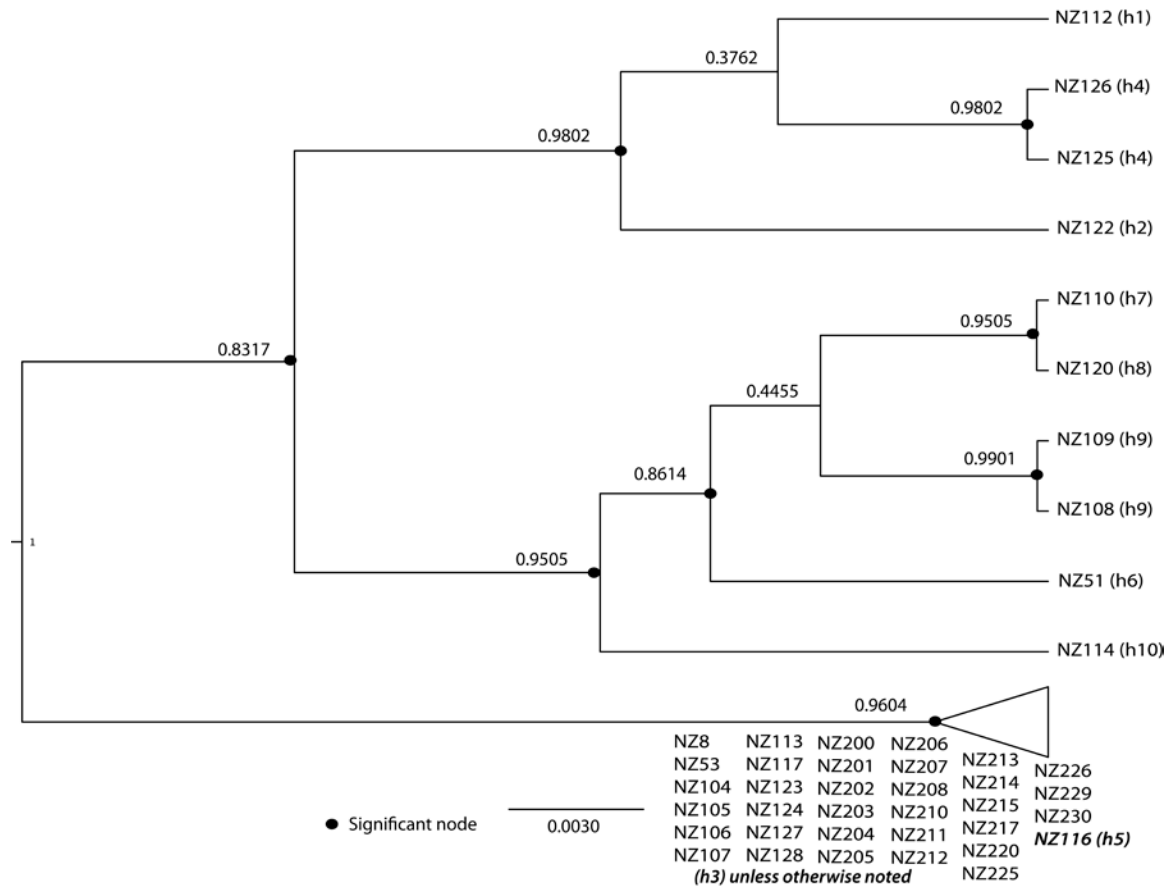 NZ112 (h1)
0.3762
NZ126 (h4)
0.9802
0.9802
NZ125 (h4)
NZ122 (h2)
NZ110 (h7)
0.9505
0.8317
NZ120 (h8)
0.4455
NZ109 (h9)
0.9901
0.8614
NZ108 (h9)
1
0.9505
NZ51 (h6)
NZ114 (h10)
0.9604
NZ8 NZ113 NZ200 NZ206
NZ53 NZ117 NZ201 NZ207 NZ213 NZ226
NZ104 NZ123 NZ202 NZ208 NZ214 NZ229
NZ105 NZ124 NZ203 NZ210 NZ215 NZ230
NZ106 NZ127 NZ204 NZ211 NZ217 NZ116 (h5)
NZ107 NZ128 NZ205 NZ212 NZ220
NZ225
Significant node
0.0030
(h3) unless otherwise noted